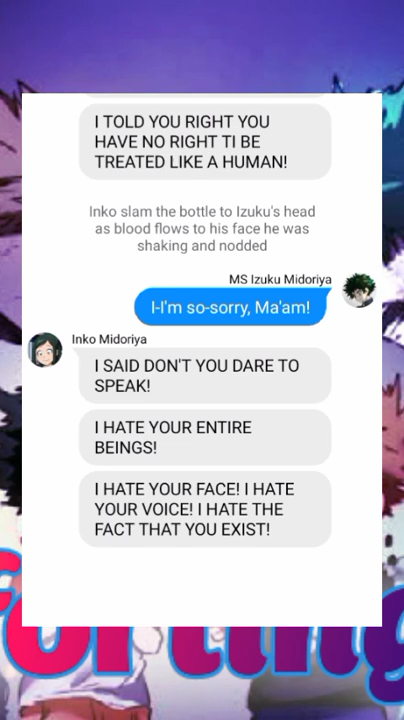 I TOLD YOU RIGHT YOU
HAVE NO RIGHT TI BE
TREATED LIKE A HUMAN!
Inko slam the bottle to Izuku's head
as blood flows to his face he was
shaking and nodded
MS Izuku Midoriya
I-I'm so-sorry, Ma'am!
Inko Midoriya
I SAID DON'T YOU DARE TO
SPEAK!
I HATE YOUR ENTIRE
BEINGS!
I HATE YOUR FACE! I HATE
YOUR VOICE! I HATE THE
FACT THAT YOU EXIST!